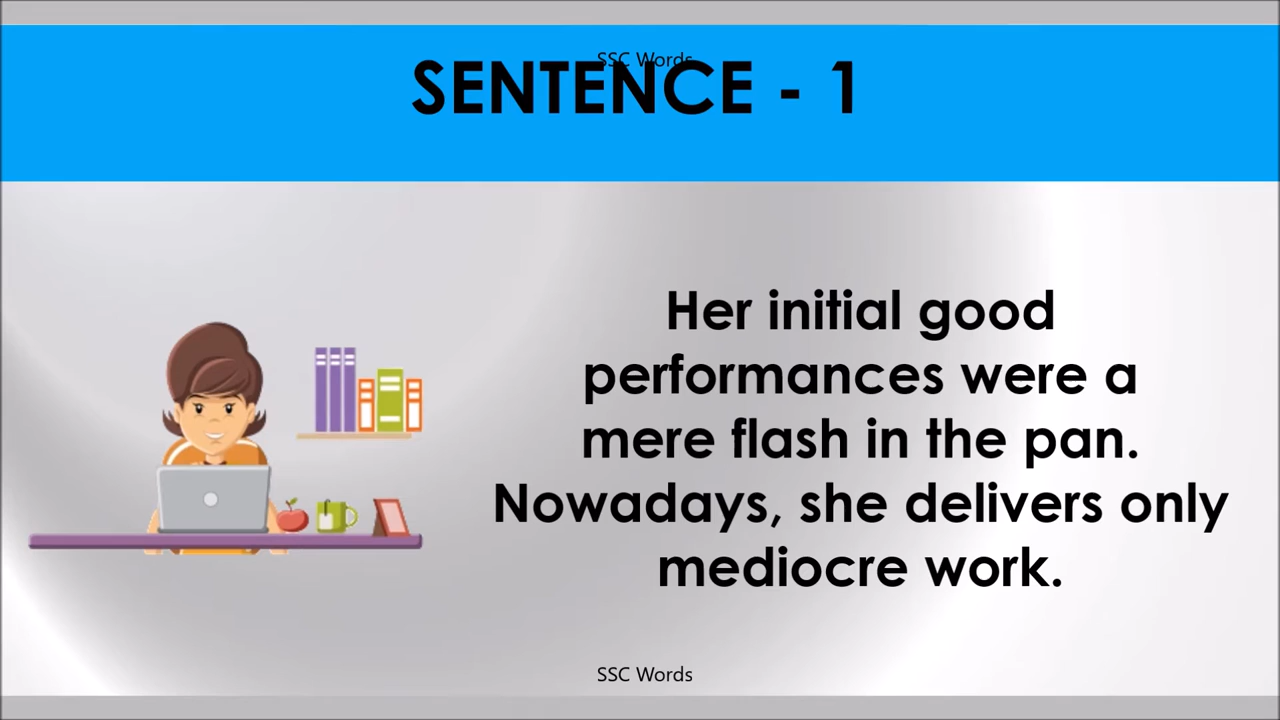 SSC Words
SENTENCE - 1
Her initial good
performances were a
mere flash in the pan.
Nowadays, she delivers only
mediocre work.
SSC Words